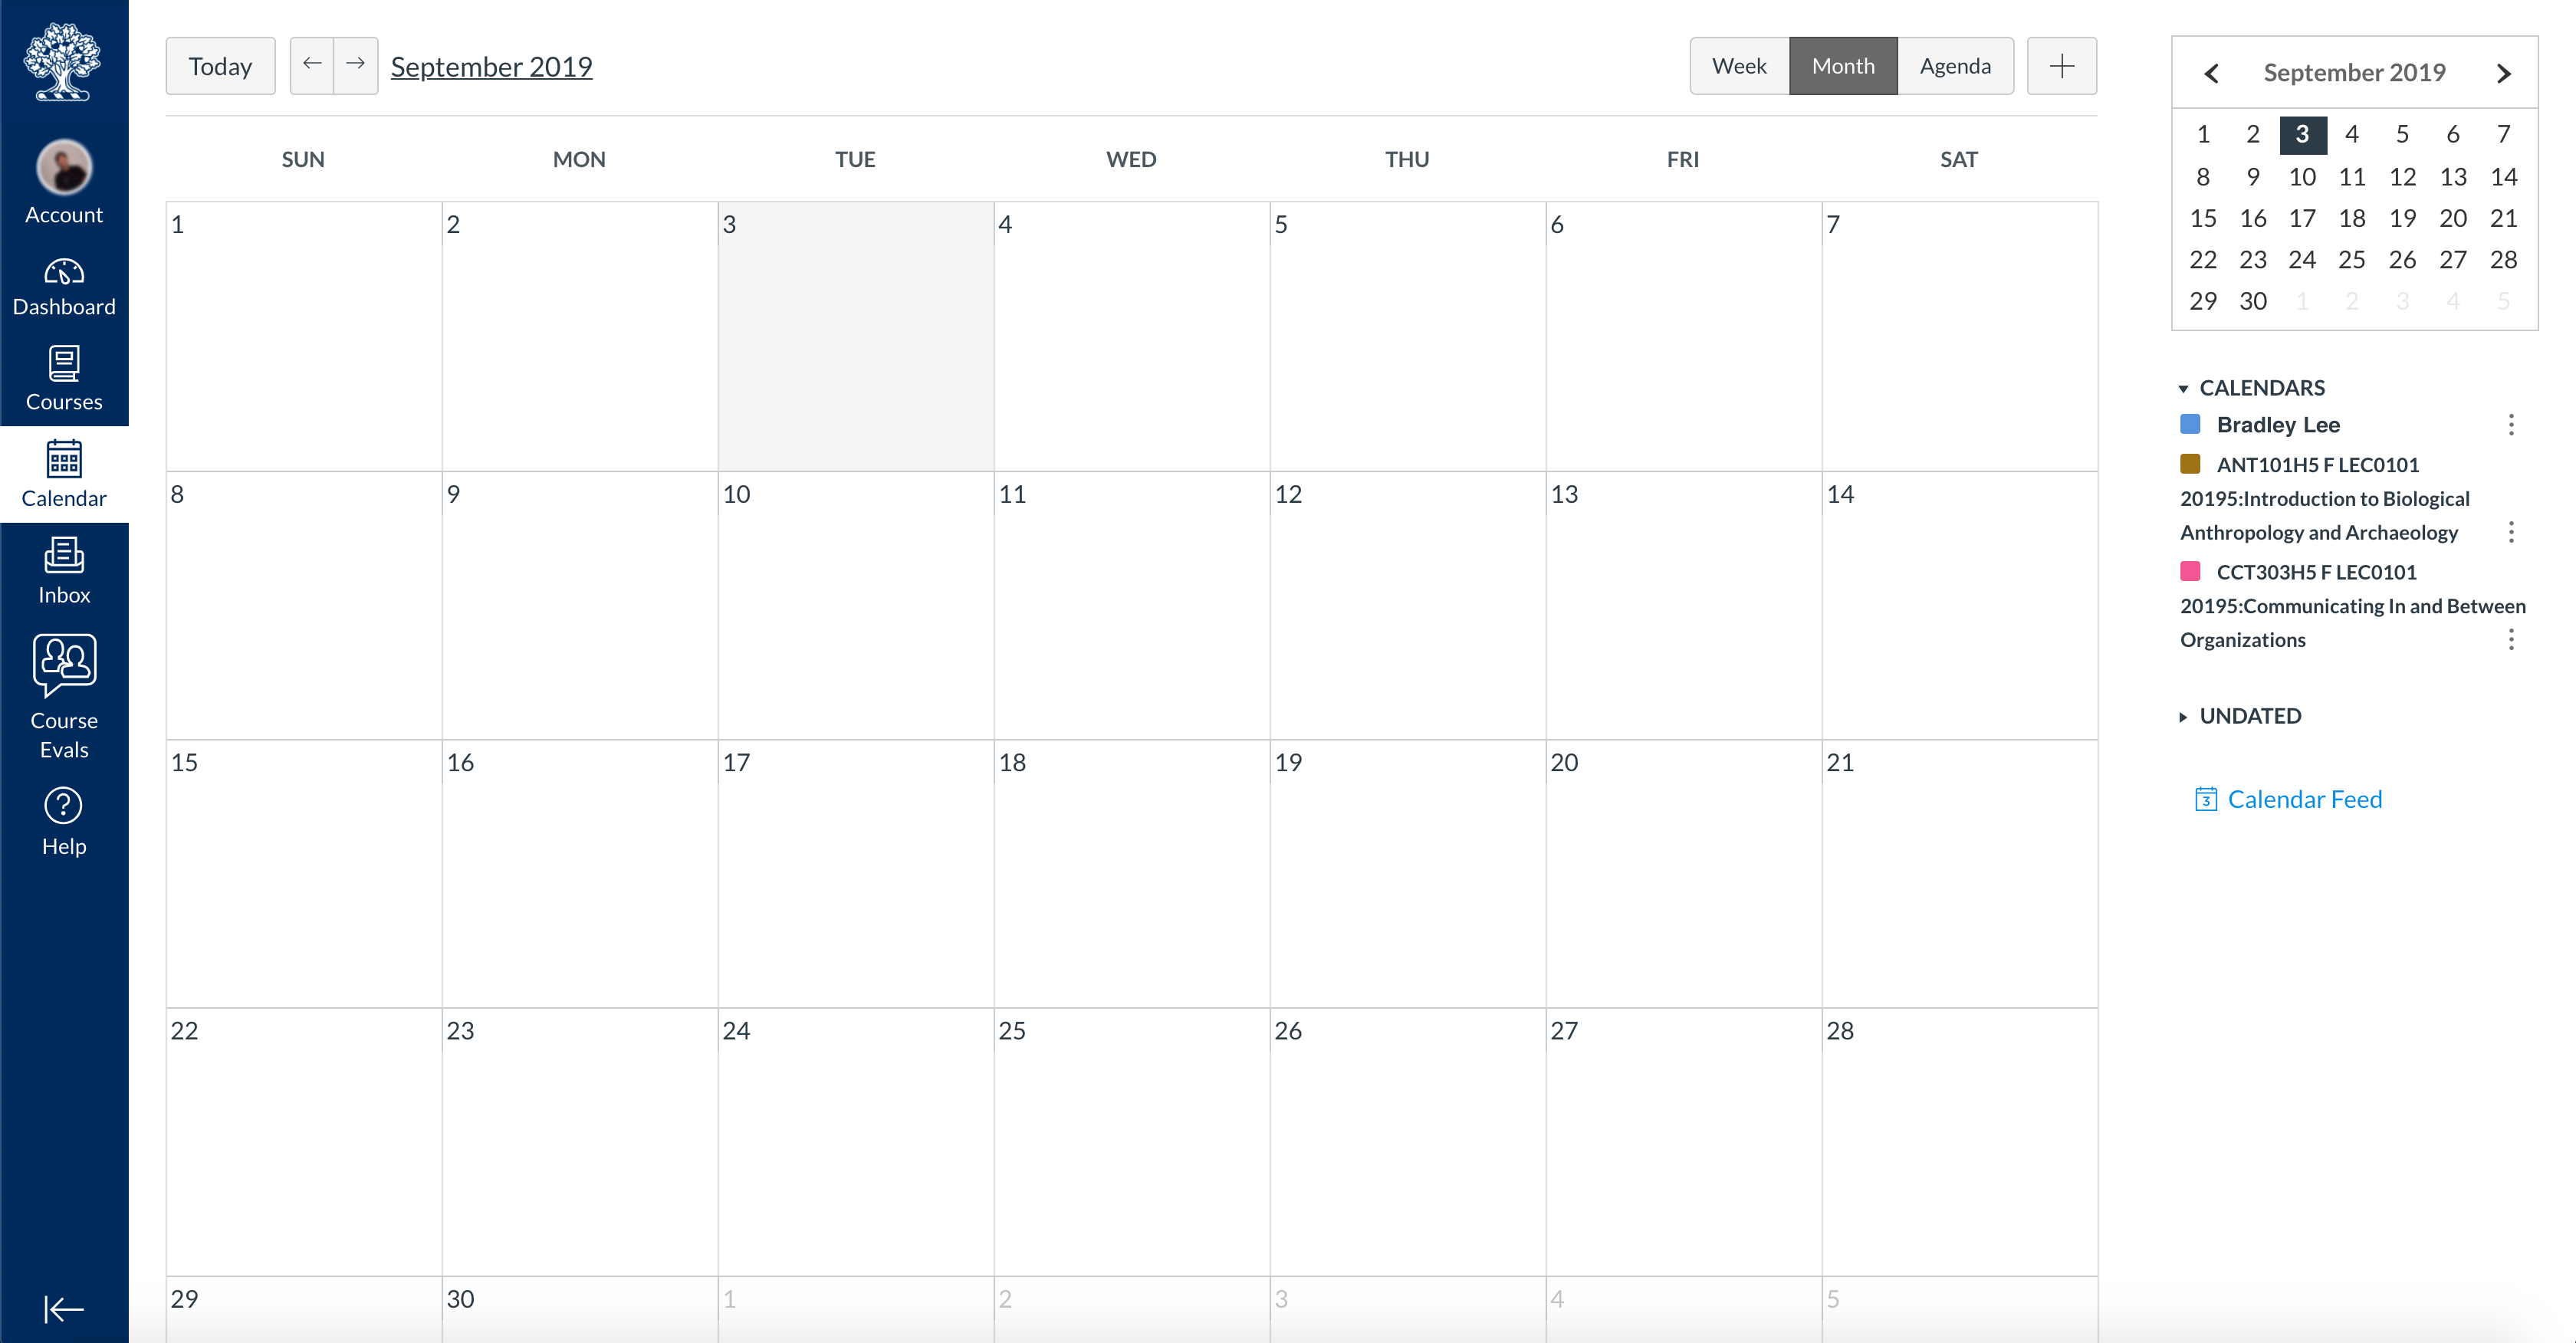 Account
Dashboard
Courses
Calendar
Inbox
Course
Evals
Help
Today ← → September 2019 Week Month Agenda +
SUN MON TUE WED THU FRI SAT
1 2 3 4 5 6 7
8 9 10 11 12 13 14
15 16 17 18 19 20 21
22 23 24 25 26 27 28
29 30 1 2 3 4 5
September 2019
1 2 3 4 5 6 7
8 9 10 11 12 13 14
15 16 17 18 19 20 21
22 23 24 25 26 27 28
29 30 1 2 3 4 5
CALENDARS
Bradley Lee
ANT101H5 F LEC0101
20195:Introduction to Biological
Anthropology and Archaeology
CCT303H5 F LEC0101
20195:Communicating In and Between
Organizations
UNDATED
3 Calendar Feed